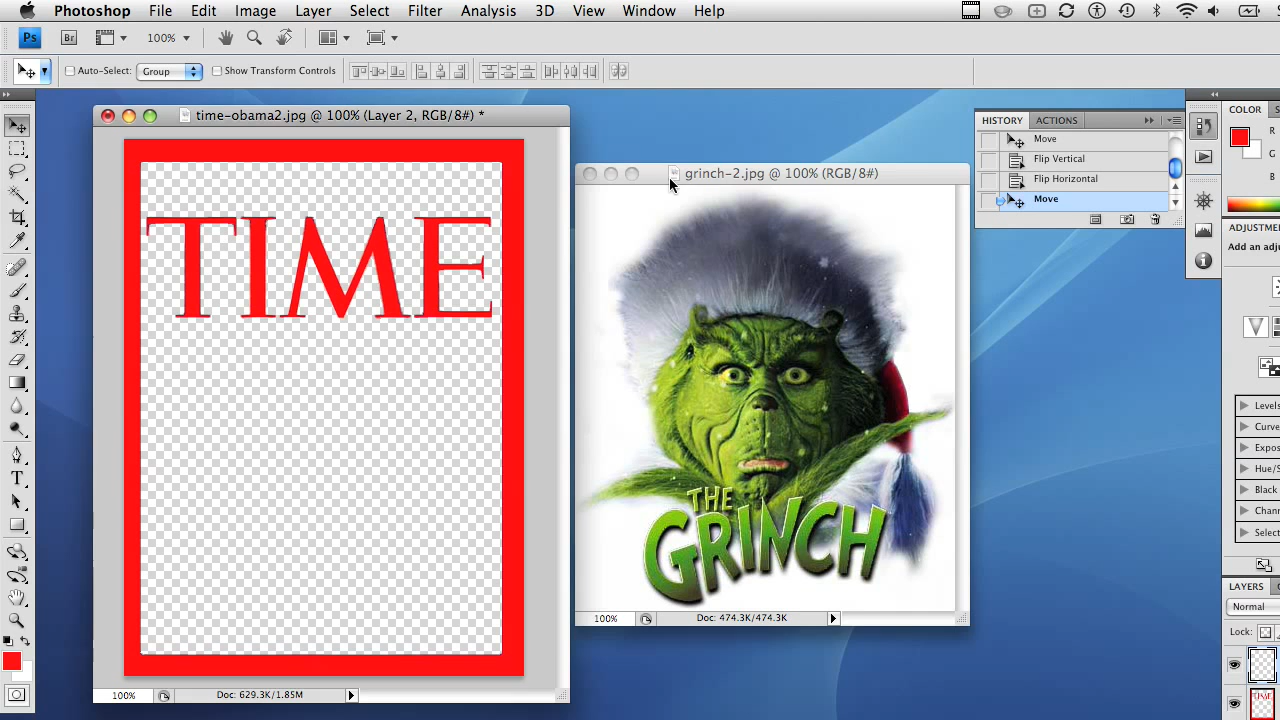 Photoshop File Edit Image Layer Select Filter Analysis 3D View Window Help
Ps Br 100%
Auto-Select: Group Show Transform Controls
time-obama2.jpg @ 100% (Layer 2, RGB/8#) *
TIME
100% Doc: 629.3K/1.85M
grinch-2.jpg @ 100% (RGB/8#)
THE
GRINCH
100% Doc: 474.3K/474.3K
HISTORY ACTIONS
Move
Flip Vertical
Flip Horizontal
Move
COLOR
R
G
B
ADJUSTME
Add an adj
Levels
Curve
Expos
Hue/S
Black
Chann
Select
LAYERS
Normal
Lock:
TIME
T